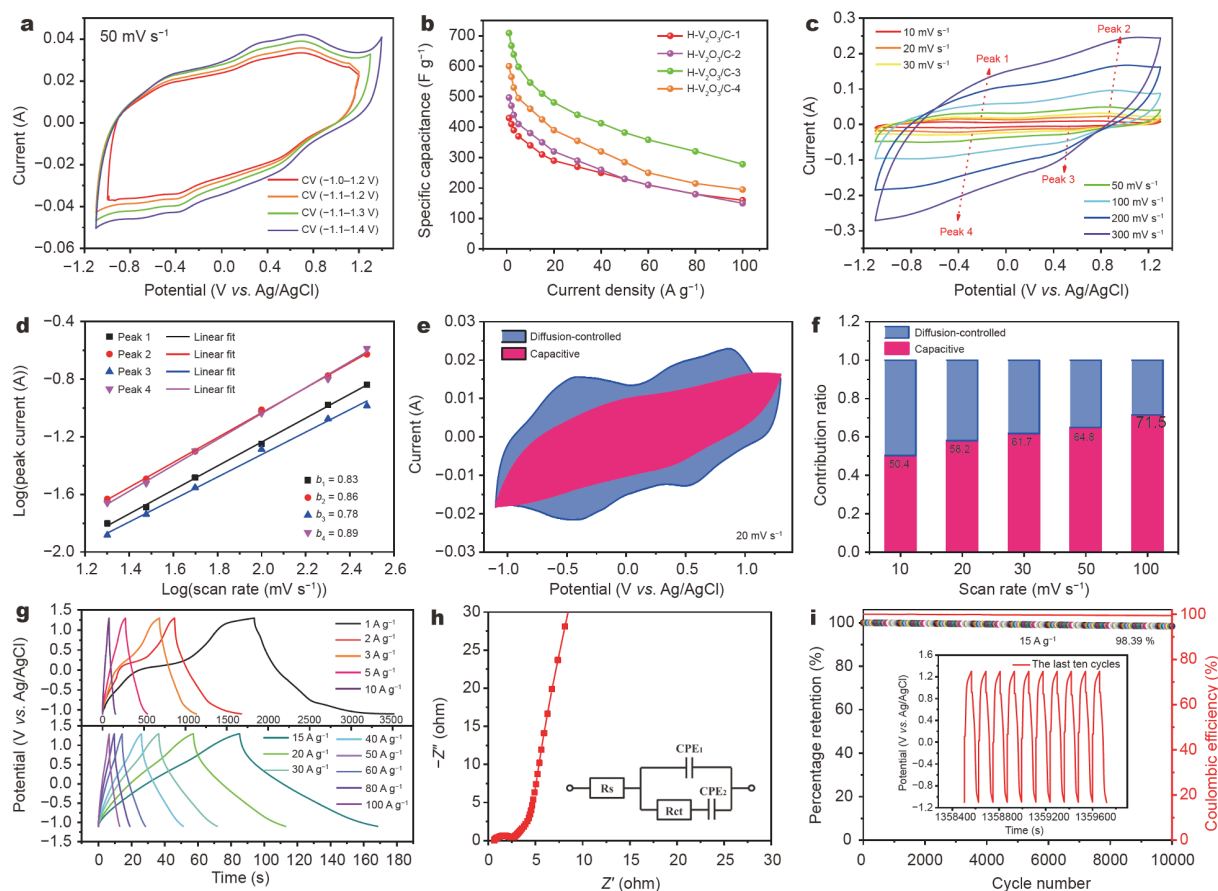 a
50 mV s⁻¹
Current (A)
0.04
0.02
0.00
−0.02
−0.04
−0.06
CV (−1.0–1.2 V)
CV (−1.1–1.2 V)
CV (−1.1–1.3 V)
CV (−1.1–1.4 V)
−1.2 −0.8 −0.4 0.0 0.4 0.8 1.2
Potential (V vs. Ag/AgCl)
b
Specific capacitance (F g⁻¹)
700
600
500
400
300
200
100
0
H-V₂O₃/C-1
H-V₂O₃/C-2
H-V₂O₃/C-3
H-V₂O₃/C-4
0 20 40 60 80 100
Current density (A g⁻¹)
c
Current (A)
0.3
0.2
0.1
0.0
−0.1
−0.2
−0.3
10 mV s⁻¹
20 mV s⁻¹
30 mV s⁻¹
Peak 1
Peak 2
Peak 3
Peak 4
50 mV s⁻¹
100 mV s⁻¹
200 mV s⁻¹
300 mV s⁻¹
−1.2 −0.8 −0.4 0.0 0.4 0.8 1.2
Potential (V vs. Ag/AgCl)
d
Log(peak current (A))
−0.4
−0.8
−1.2
−1.6
−2.0
Peak 1 Linear fit
Peak 2 Linear fit
Peak 3 Linear fit
Peak 4 Linear fit
b₁ = 0.83
b₂ = 0.86
b₃ = 0.78
b₄ = 0.89
1.2 1.4 1.6 1.8 2.0 2.2 2.4 2.6
Log(scan rate (mV s⁻¹))
e
Current (A)
0.03
0.02
0.01
0.00
−0.01
−0.02
−0.03
Diffusion-controlled
Capacitive
20 mV s⁻¹
−1.0 −0.5 0.0 0.5 1.0
Potential (V vs. Ag/AgCl)
f
Contribution ratio
1.2
1.0
0.8
0.6
0.4
0.2
0.0
Diffusion-controlled
Capacitive
50.4 58.2 61.7 64.8 71.5
10 20 30 50 100
Scan rate (mV s⁻¹)
g
Potential (V vs. Ag/AgCl)
1.5
1.0
0.5
0.0
−0.5
−1.0
1 A g⁻¹
2 A g⁻¹
3 A g⁻¹
5 A g⁻¹
10 A g⁻¹
0 500 1000 1500 2000 2500 3000 3500
1.5
1.0
0.5
0.0
−0.5
−1.0
−1.5
15 A g⁻¹ 40 A g⁻¹
20 A g⁻¹ 50 A g⁻¹
30 A g⁻¹ 60 A g⁻¹
80 A g⁻¹
100 A g⁻¹
0 20 40 60 80 100 120 140 160 180
Time (s)
h
−Z″ (ohm)
30
25
20
15
10
5
0
CPE₁
Rs
Rct
CPE₂
0 5 10 15 20 25 30
Z′ (ohm)
i
Percentage retention (%)
100
80
60
40
20
0
15 A g⁻¹ 98.39 %
The last ten cycles
Potential (V vs. Ag/AgCl)
1.6
1.2
0.8
0.4
0.0
−0.4
−0.8
−1.2
1358400 1358800 1359200 1359600
Time (s)
Coulombic efficiency (%)
100
80
60
40
20
0
0 2000 4000 6000 8000 10000
Cycle number